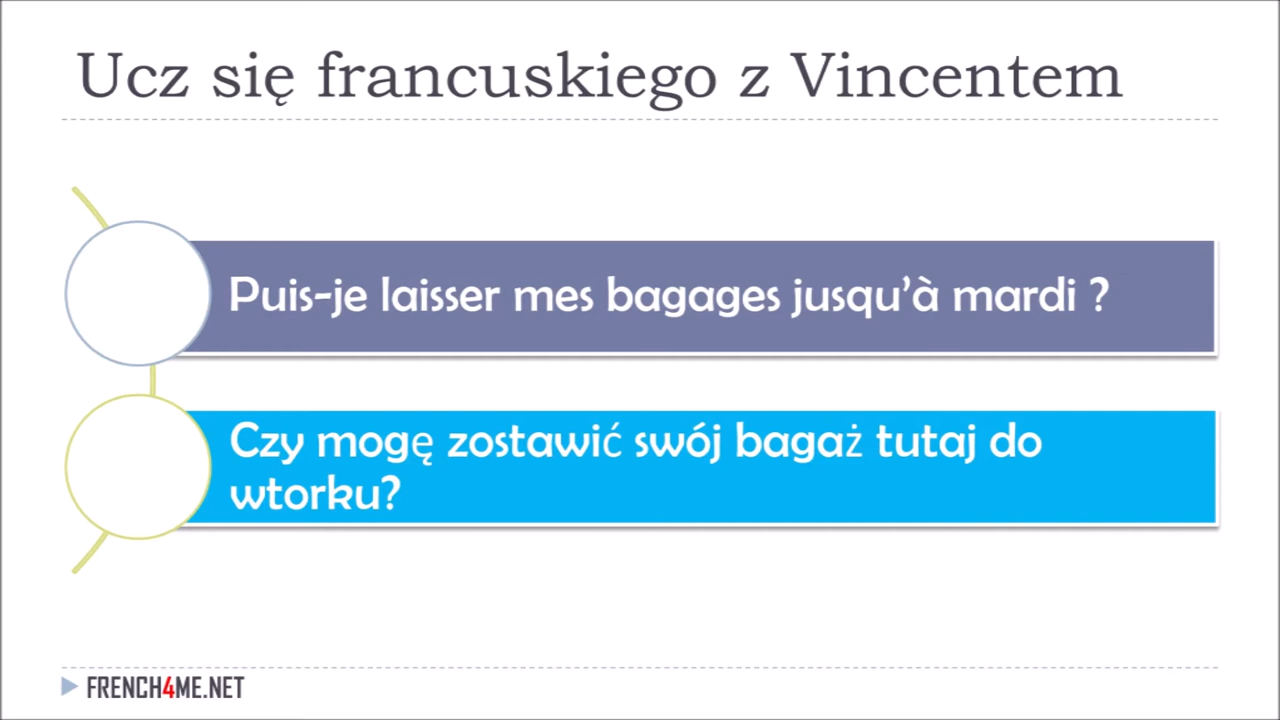 Ucz się francuskiego z Vincentem
Puis-je laisser mes bagages jusqu’à mardi ?
Czy mogę zostawić swój bagaż tutaj do
wtorku?
FRENCH4ME.NET